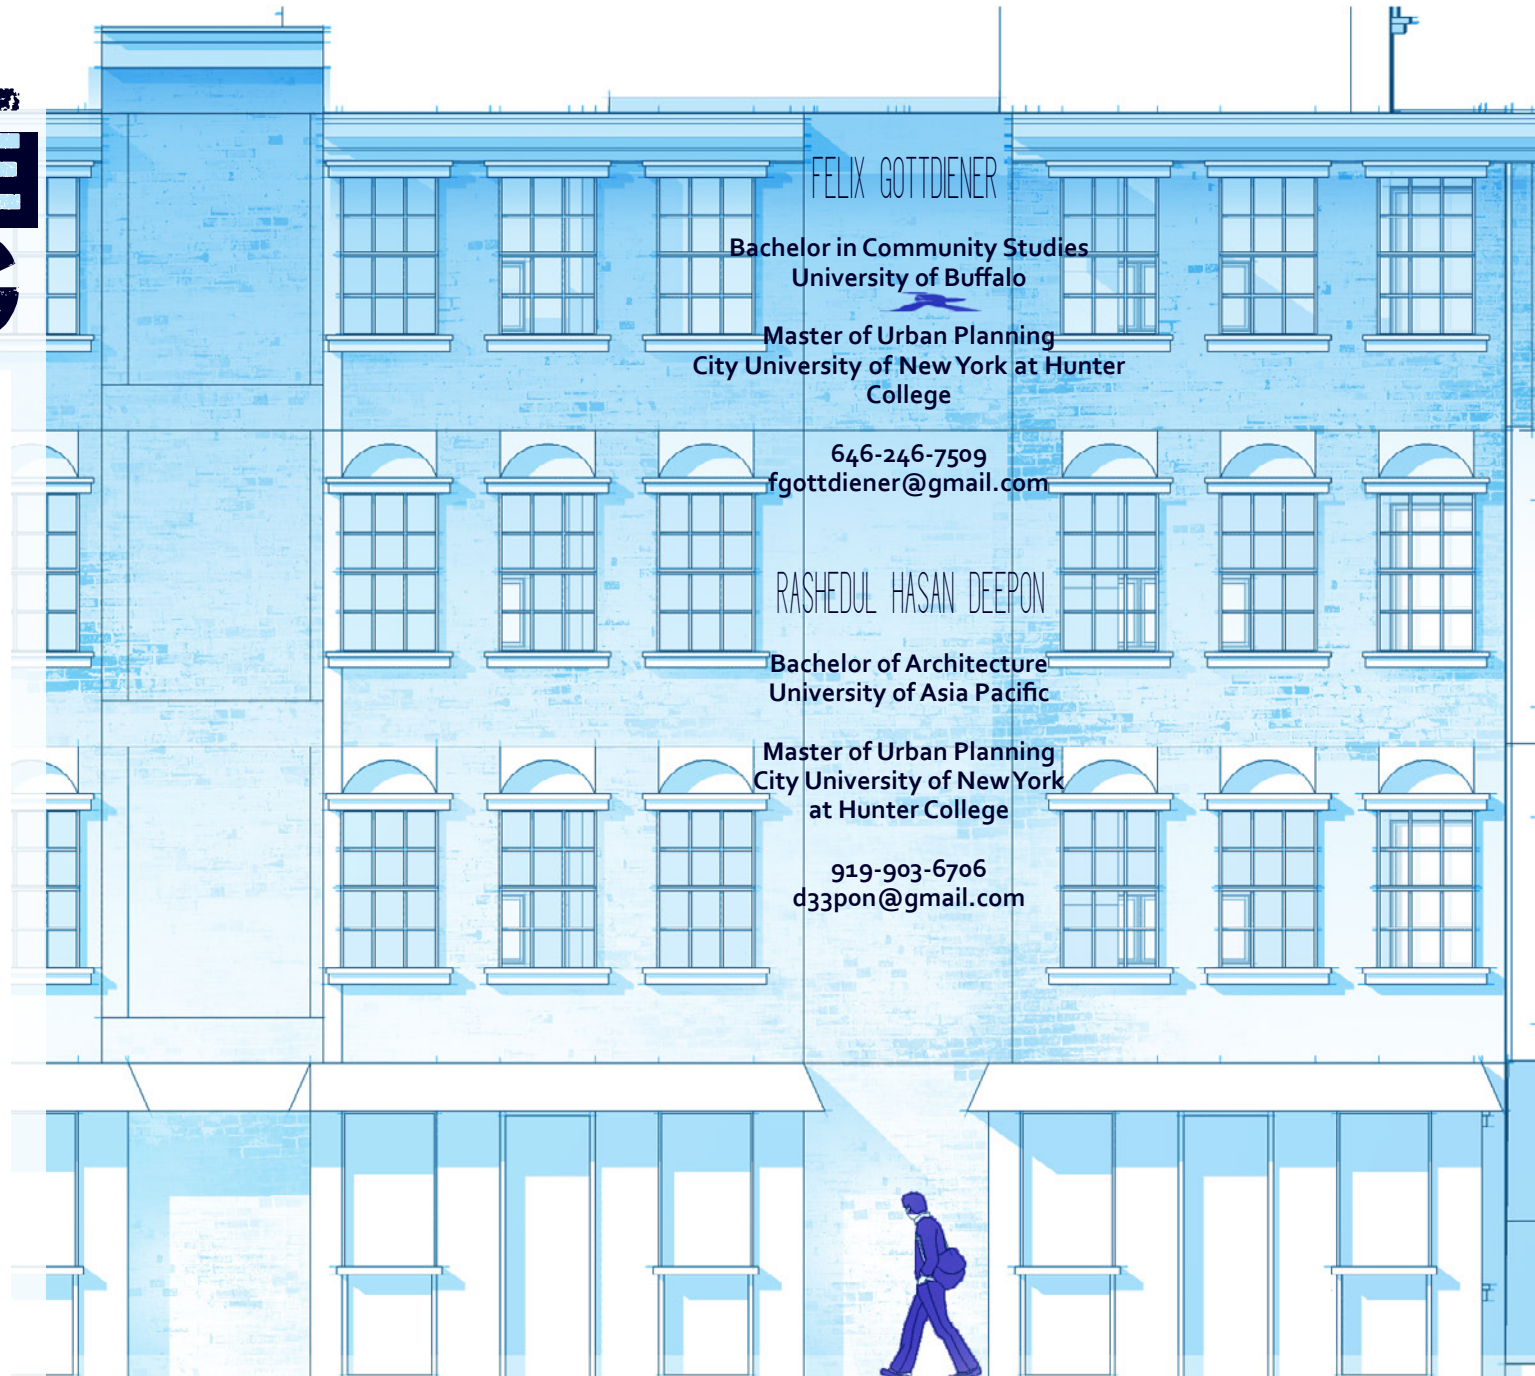 FELIX GOTTDIENER
Bachelor in Community Studies
University of Buffalo
Master of Urban Planning
City University of New York at Hunter
College
646-246-7509
fgottdiener@gmail.com
RASHEDUL HASAN DEEPON
Bachelor of Architecture
University of Asia Pacific
Master of Urban Planning
City University of New York
at Hunter College
919-903-6706
d33pon@gmail.com